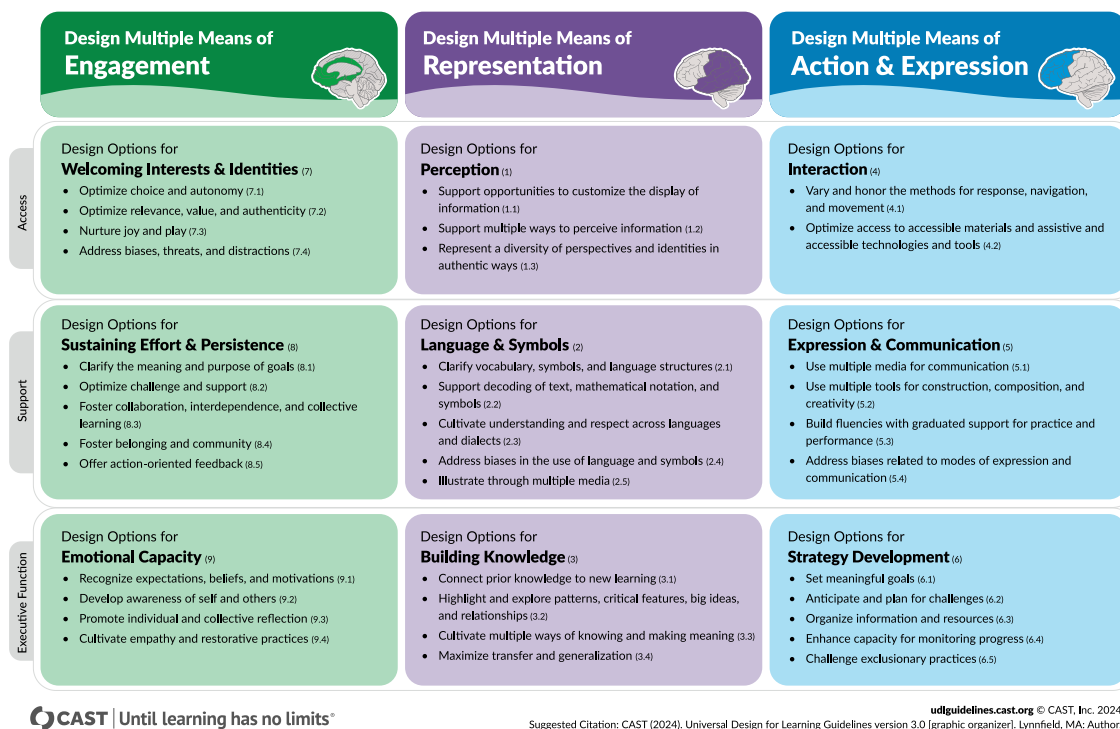 Design Multiple Means of
Engagement
Design Multiple Means of
Representation
Design Multiple Means of
Action & Expression
Access
Design Options for
Welcoming Interests & Identities (7)
• Optimize choice and autonomy (7.1)
• Optimize relevance, value, and authenticity (7.2)
• Nurture joy and play (7.3)
• Address biases, threats, and distractions (7.4)
Design Options for
Perception (1)
• Support opportunities to customize the display of
information (1.1)
• Support multiple ways to perceive information (1.2)
• Represent a diversity of perspectives and identities in
authentic ways (1.3)
Design Options for
Interaction (4)
• Vary and honor the methods for response, navigation,
and movement (4.1)
• Optimize access to accessible materials and assistive and
accessible technologies and tools (4.2)
Support
Design Options for
Sustaining Effort & Persistence (8)
• Clarify the meaning and purpose of goals (8.1)
• Optimize challenge and support (8.2)
• Foster collaboration, interdependence, and collective
learning (8.3)
• Foster belonging and community (8.4)
• Offer action-oriented feedback (8.5)
Design Options for
Language & Symbols (2)
• Clarify vocabulary, symbols, and language structures (2.1)
• Support decoding of text, mathematical notation, and
symbols (2.2)
• Cultivate understanding and respect across languages
and dialects (2.3)
• Address biases in the use of language and symbols (2.4)
• Illustrate through multiple media (2.5)
Design Options for
Expression & Communication (5)
• Use multiple media for communication (5.1)
• Use multiple tools for construction, composition, and
creativity (5.2)
• Build fluencies with graduated support for practice and
performance (5.3)
• Address biases related to modes of expression and
communication (5.4)
Executive Function
Design Options for
Emotional Capacity (9)
• Recognize expectations, beliefs, and motivations (9.1)
• Develop awareness of self and others (9.2)
• Promote individual and collective reflection (9.3)
• Cultivate empathy and restorative practices (9.4)
Design Options for
Building Knowledge (3)
• Connect prior knowledge to new learning (3.1)
• Highlight and explore patterns, critical features, big ideas,
and relationships (3.2)
• Cultivate multiple ways of knowing and making meaning (3.3)
• Maximize transfer and generalization (3.4)
Design Options for
Strategy Development (6)
• Set meaningful goals (6.1)
• Anticipate and plan for challenges (6.2)
• Organize information and resources (6.3)
• Enhance capacity for monitoring progress (6.4)
• Challenge exclusionary practices (6.5)
CAST | Until learning has no limits®
udlguidelines.cast.org © CAST, Inc. 2024
Suggested Citation: CAST (2024). Universal Design for Learning Guidelines version 3.0 [graphic organizer]. Lynnfield, MA: Author.